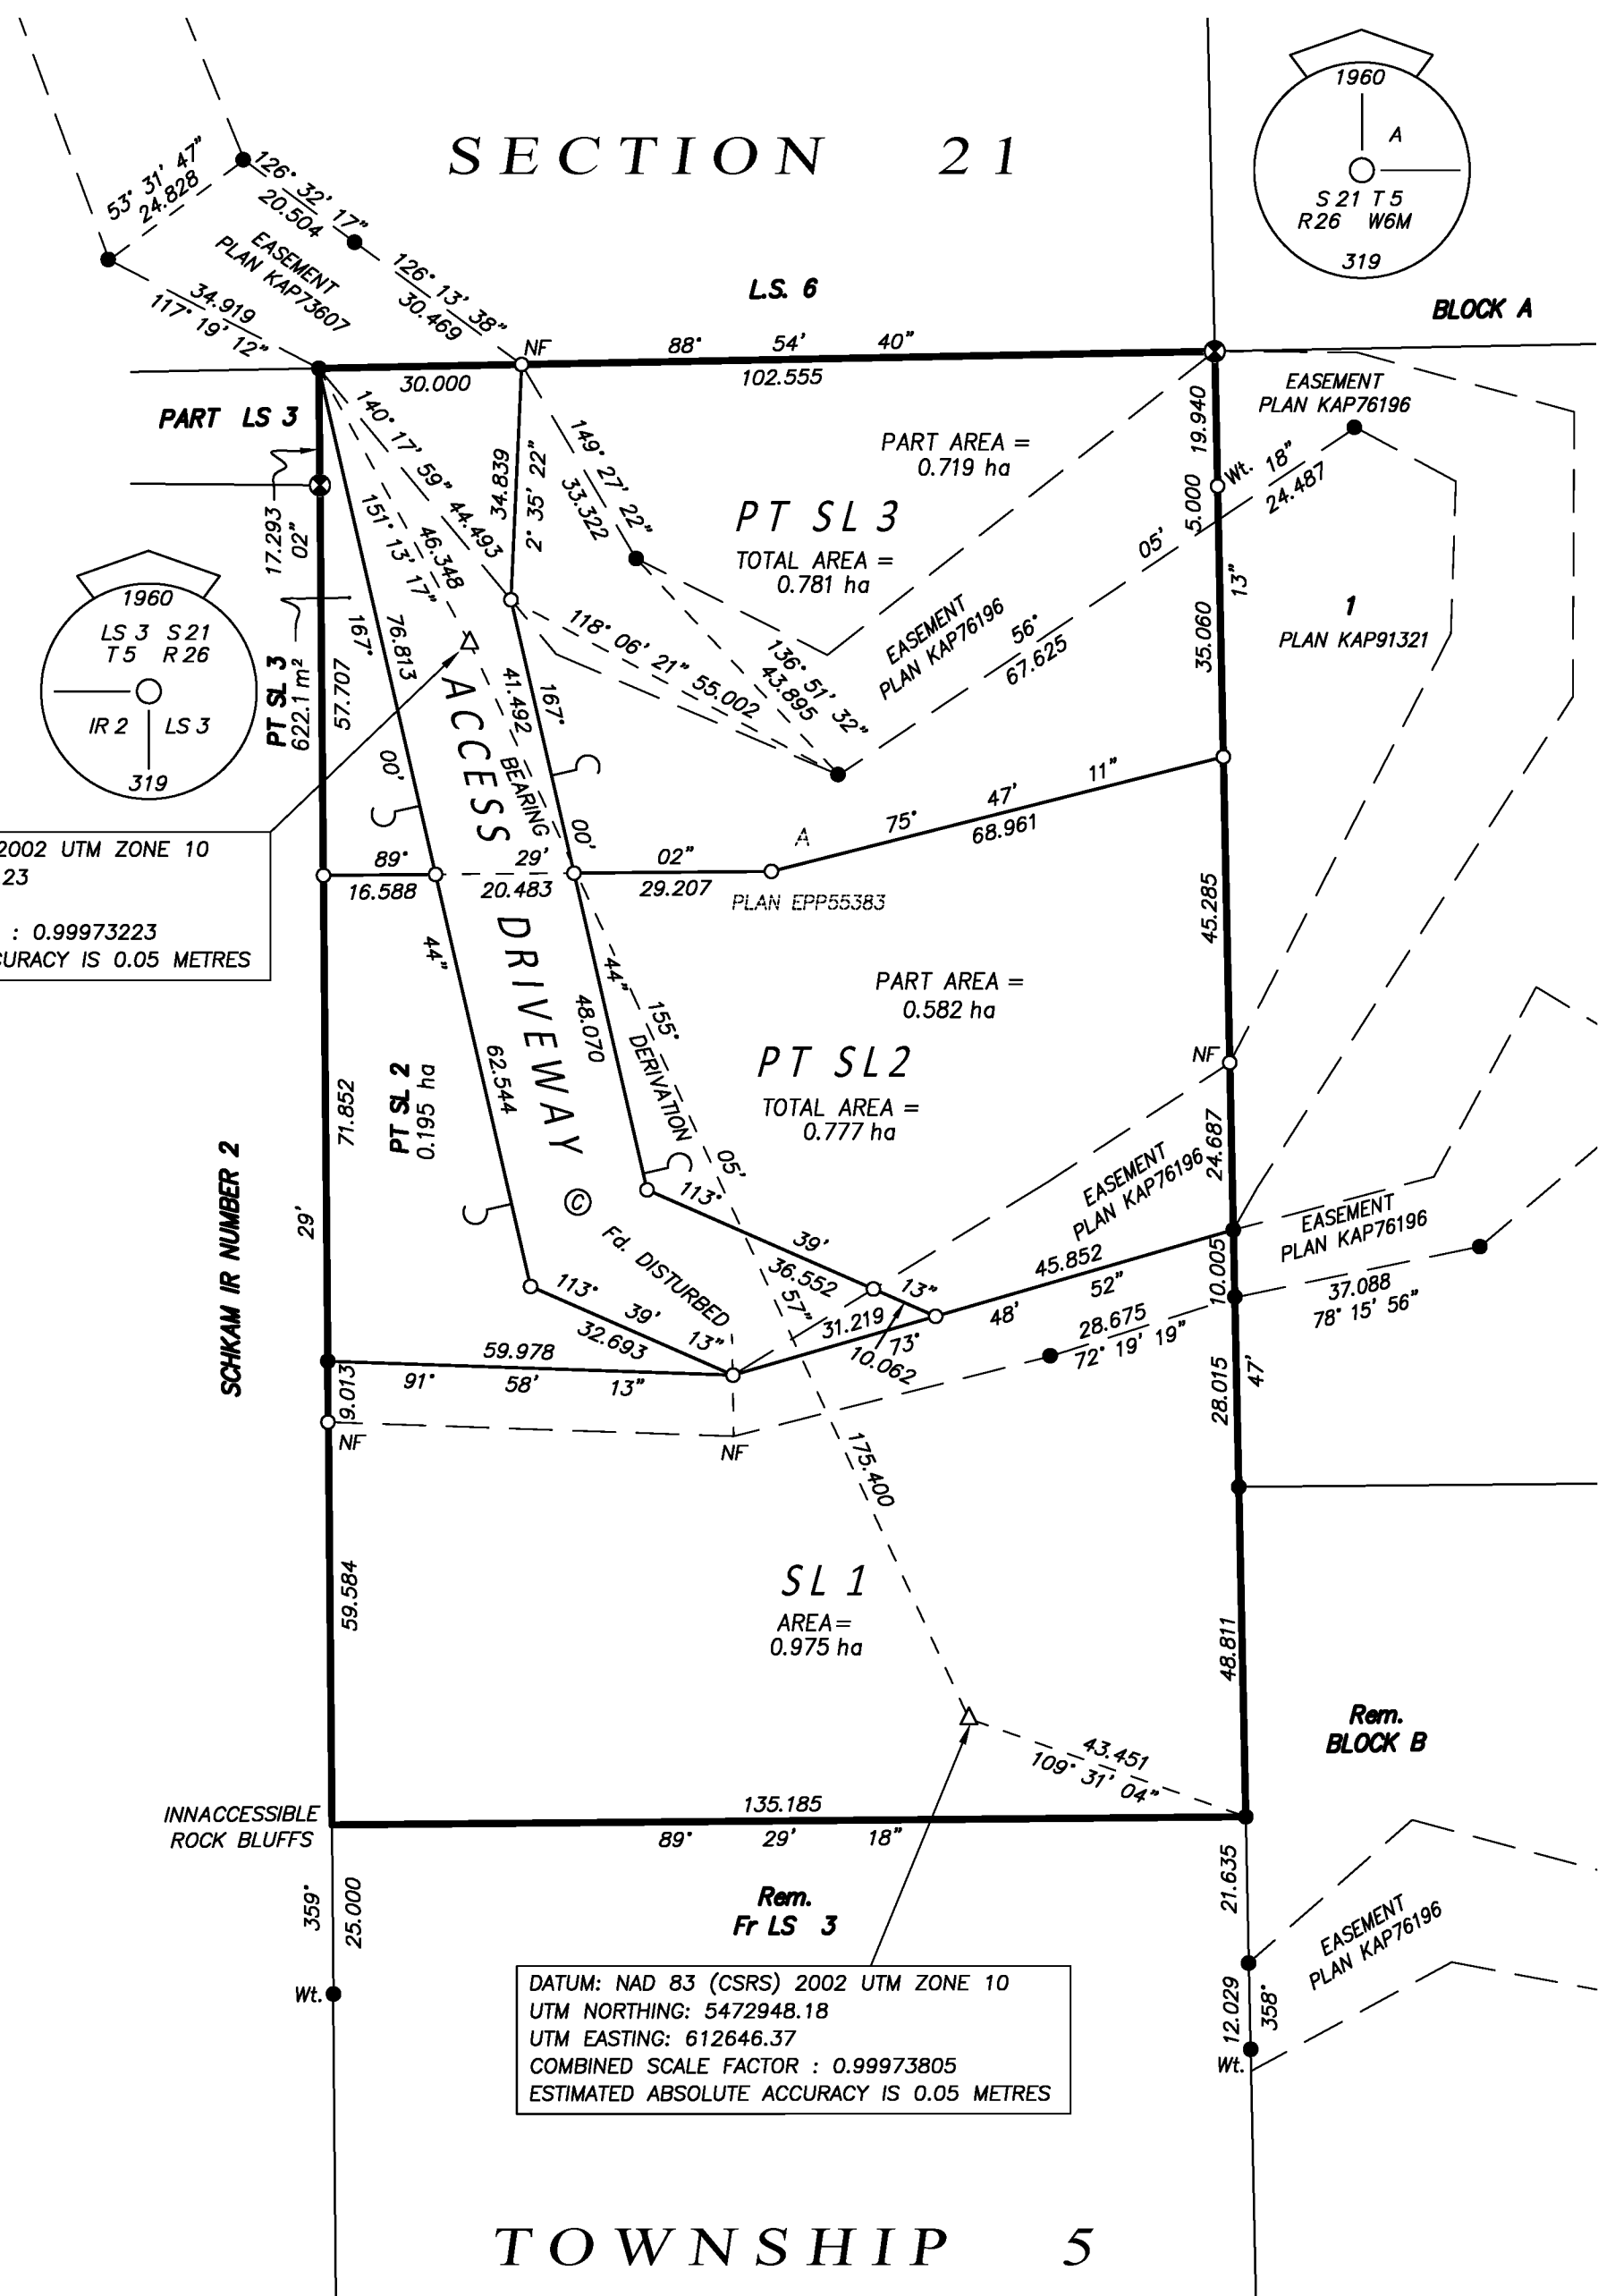 SECTION 21
1960
A
S 21 T 5
R 26 W6M
319
53° 31' 47"
24.828
126° 32' 17"
20.504
EASEMENT
PLAN KAP73607
126° 13' 38"
30.469
34.919
117° 19' 12"
L.S. 6
BLOCK A
NF
88° 54' 40"
30.000
102.555
PART LS 3
EASEMENT
PLAN KAP76196
19.940
5.000
Wt.
18"
24.487
05'
56°
67.625
13"
35.060
1
PLAN KAP91321
140° 17' 59"
44.493
151° 13' 17"
46.348
34.839
2° 35' 22"
149° 27' 22"
33.322
PART AREA =
0.719 ha
PT SL 3
TOTAL AREA =
0.781 ha
EASEMENT
PLAN KAP76196
118° 06' 21"
55.002
136° 51' 32"
43.895
17.293
02"
1960
LS 3 S 21
T 5 R 26
IR 2 LS 3
319
PT SL 3
622.1 m²
57.707
167° 00' 44"
76.813
41.492
167° 00' 44"
ACCESS DRIVEWAY
BEARING DERIVATION
2002 UTM ZONE 10
23
: 0.99973223
CURACY IS 0.05 METRES
89° 29' 02"
16.588
20.483
29.207
A
75° 47' 11"
68.961
PLAN EPP55383
45.285
PART AREA =
0.582 ha
PT SL2
TOTAL AREA =
0.777 ha
48.070
62.544
155° 05' 57"
175.400
71.852
PT SL 2
0.195 ha
SCHKAM IR NUMBER 2
29'
NF
24.687
EASEMENT
PLAN KAP76196
EASEMENT
PLAN KAP76196
©
Fd. DISTURBED
113° 39' 13"
36.552
113° 39' 13"
32.693
31.219
10.062
73° 48' 52"
45.852
10.005
37.088
78° 15' 56"
28.675
72° 19' 19"
59.978
91° 58' 13"
9.013
NF
NF
28.015
47'
59.584
SL 1
AREA=
0.975 ha
48.811
Rem.
BLOCK B
43.451
109° 31' 04"
INNACCESSIBLE
ROCK BLUFFS
135.185
89° 29' 18"
359°
25.000
Wt.
Rem.
Fr LS 3
21.635
EASEMENT
PLAN KAP76196
12.029
358°
Wt.
DATUM: NAD 83 (CSRS) 2002 UTM ZONE 10
UTM NORTHING: 5472948.18
UTM EASTING: 612646.37
COMBINED SCALE FACTOR : 0.99973805
ESTIMATED ABSOLUTE ACCURACY IS 0.05 METRES
TOWNSHIP 5